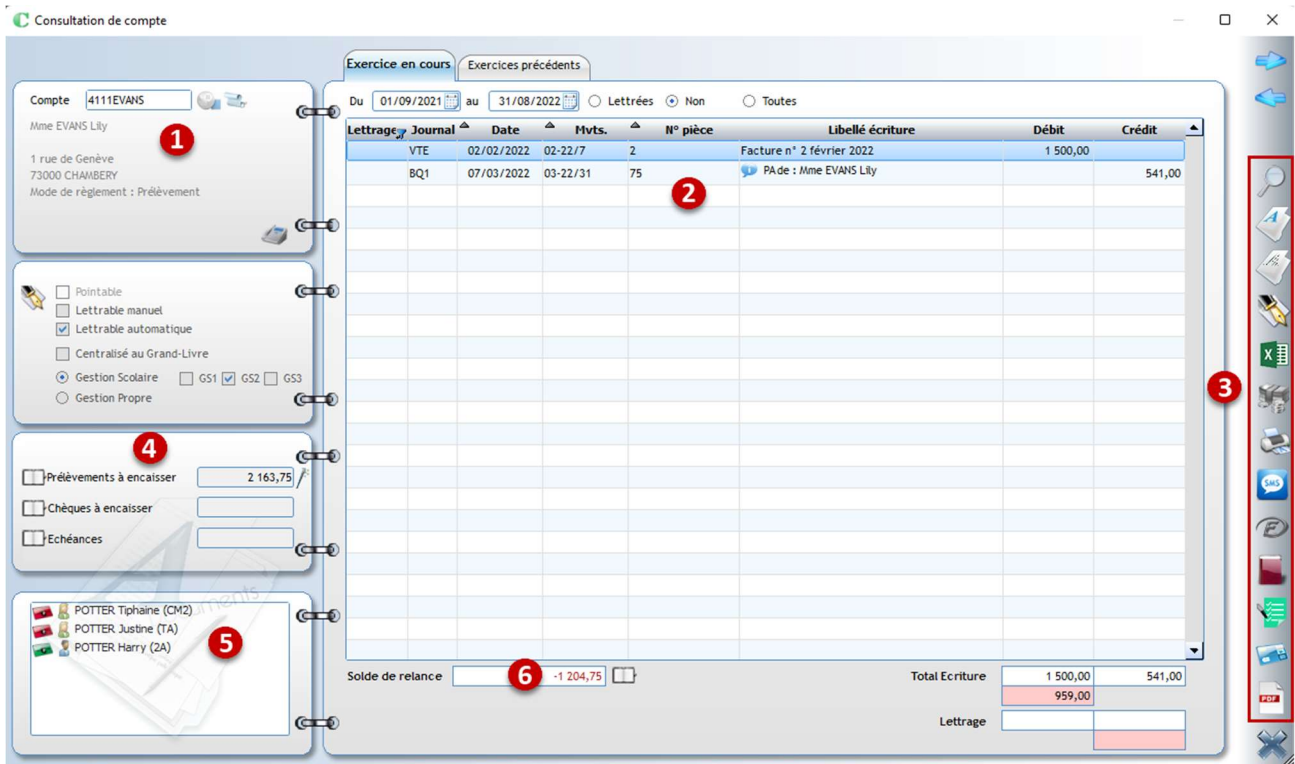 Consultation de compte
Exercice en cours Exercices précédents
Compte 4111EVANS
Mme EVANS Lily
1
1 rue de Genève
73000 CHAMBERY
Mode de règlement : Prélèvement
Pointable
Lettrable manuel
Lettrable automatique
Centralisé au Grand-Livre
Gestion Scolaire GS1 GS2 GS3
Gestion Propre
4
Prélèvements à encaisser 2 163,75
Chèques à encaisser
Echéances
POTTER Tiphaine (CM2)
POTTER Justine (TA)
POTTER Harry (2A)
5
Du 01/09/2021 au 31/08/2022 Lettrées Non Toutes
Lettrage Journal Date Mvts. N° pièce Libellé écriture Débit Crédit
VTE 02/02/2022 02-22/7 2 Facture n° 2 février 2022 1 500,00
BQ1 07/03/2022 03-22/31 75 PA de : Mme EVANS Lily 541,00
2
Solde de relance 6 -1 204,75 Total Ecriture 1 500,00 541,00
959,00
Lettrage
3
A
SMS
E
PDF